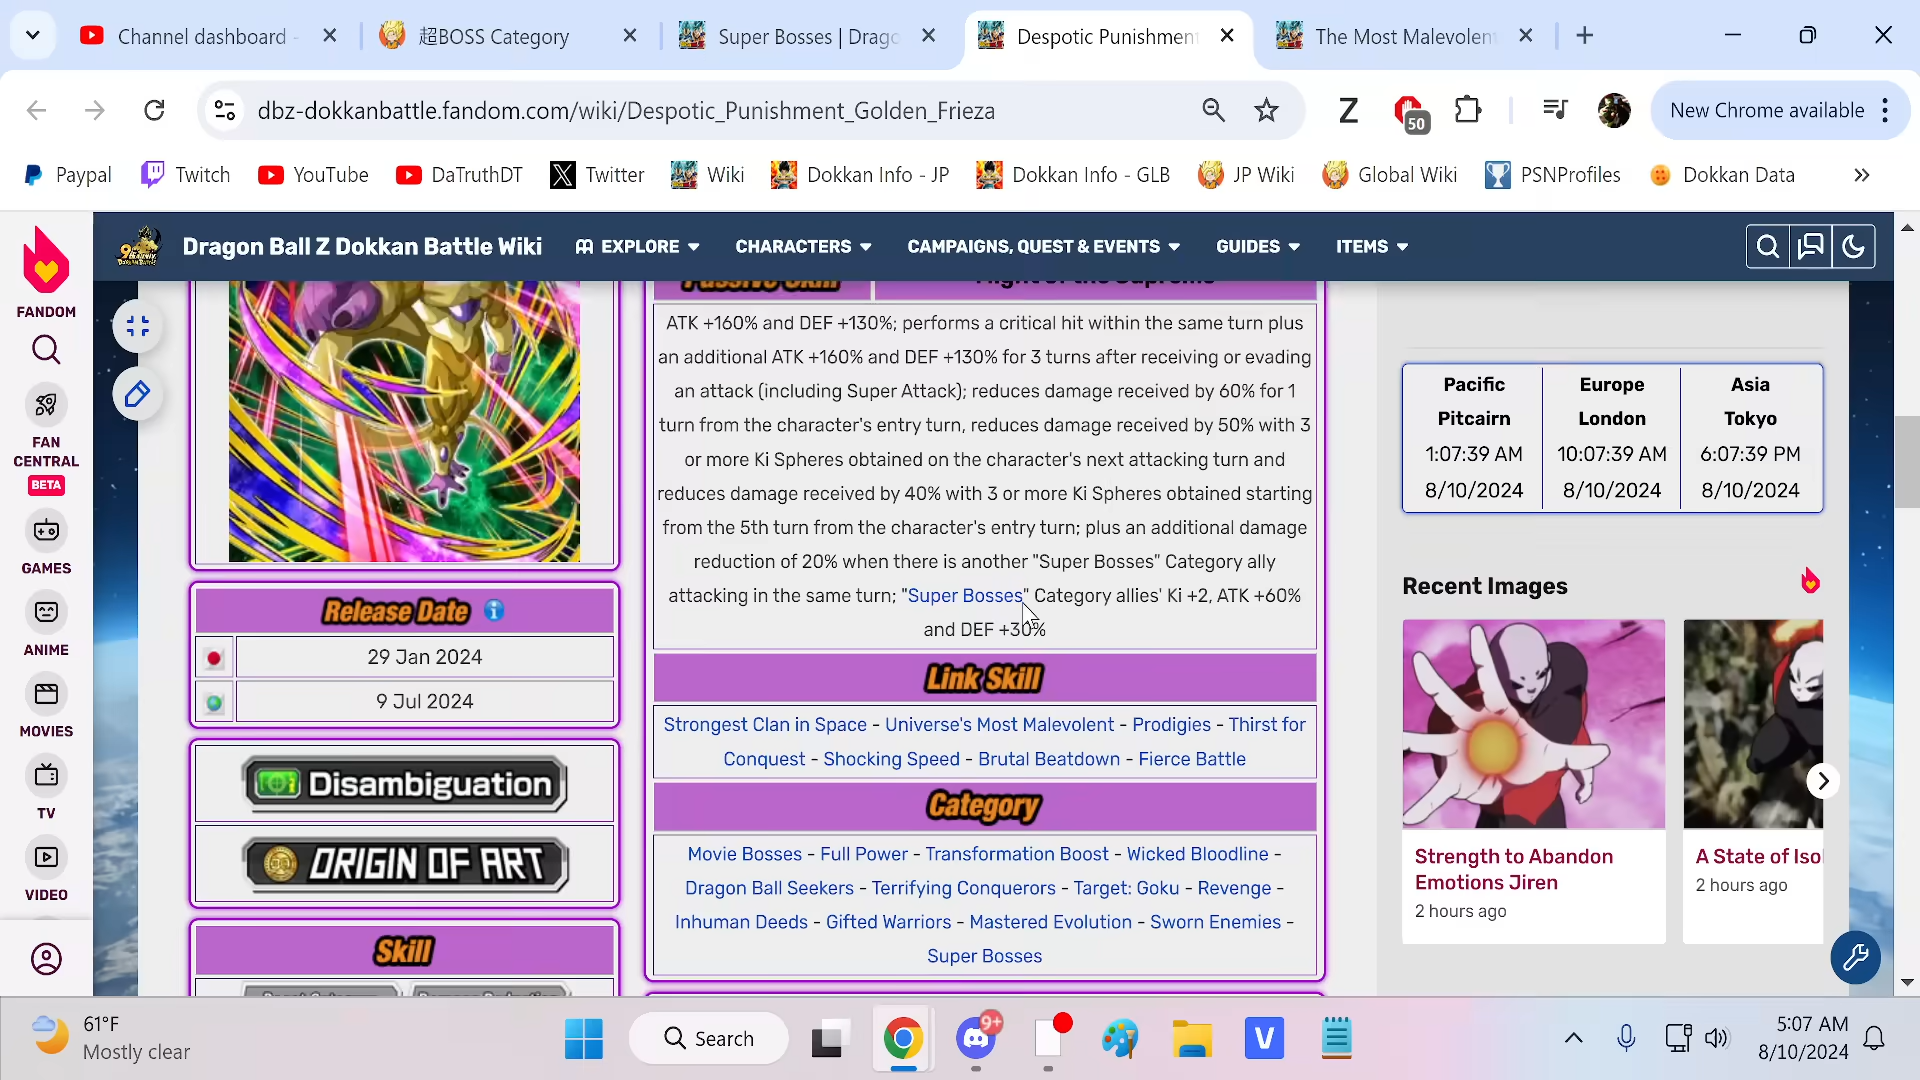 Channel dashboard -
超BOSS Category
Super Bosses | Drago
Despotic Punishment
The Most Malevolent
dbz-dokkanbattle.fandom.com/wiki/Despotic_Punishment_Golden_Frieza
Z
50
New Chrome available
Paypal
Twitch
YouTube
DaTruthDT
Twitter
Wiki
Dokkan Info - JP
Dokkan Info - GLB
JP Wiki
Global Wiki
PSNProfiles
Dokkan Data
»
Dragon Ball Z Dokkan Battle Wiki
EXPLORE
CHARACTERS
CAMPAIGNS, QUEST & EVENTS
GUIDES
ITEMS
FANDOM
FAN
CENTRAL
BETA
GAMES
ANIME
MOVIES
TV
VIDEO
Release Date
29 Jan 2024
9 Jul 2024
Disambiguation
ORIGIN OF ART
Skill
Passive Skill
Might of the Supreme
ATK +160% and DEF +130%; performs a critical hit within the same turn plus
an additional ATK +160% and DEF +130% for 3 turns after receiving or evading
an attack (including Super Attack); reduces damage received by 60% for 1
turn from the character's entry turn, reduces damage received by 50% with 3
or more Ki Spheres obtained on the character's next attacking turn and
reduces damage received by 40% with 3 or more Ki Spheres obtained starting
from the 5th turn from the character's entry turn; plus an additional damage
reduction of 20% when there is another "Super Bosses" Category ally
attacking in the same turn; "Super Bosses" Category allies' Ki +2, ATK +60%
and DEF +30%
Link Skill
Strongest Clan in Space - Universe's Most Malevolent - Prodigies - Thirst for
Conquest - Shocking Speed - Brutal Beatdown - Fierce Battle
Category
Movie Bosses - Full Power - Transformation Boost - Wicked Bloodline -
Dragon Ball Seekers - Terrifying Conquerors - Target: Goku - Revenge -
Inhuman Deeds - Gifted Warriors - Mastered Evolution - Sworn Enemies -
Super Bosses
Pacific
Pitcairn
1:07:39 AM
8/10/2024
Europe
London
10:07:39 AM
8/10/2024
Asia
Tokyo
6:07:39 PM
8/10/2024
Recent Images
Strength to Abandon
Emotions Jiren
2 hours ago
A State of Iso
2 hours ago
61°F
Mostly clear
Search
9+
V
5:07 AM
8/10/2024